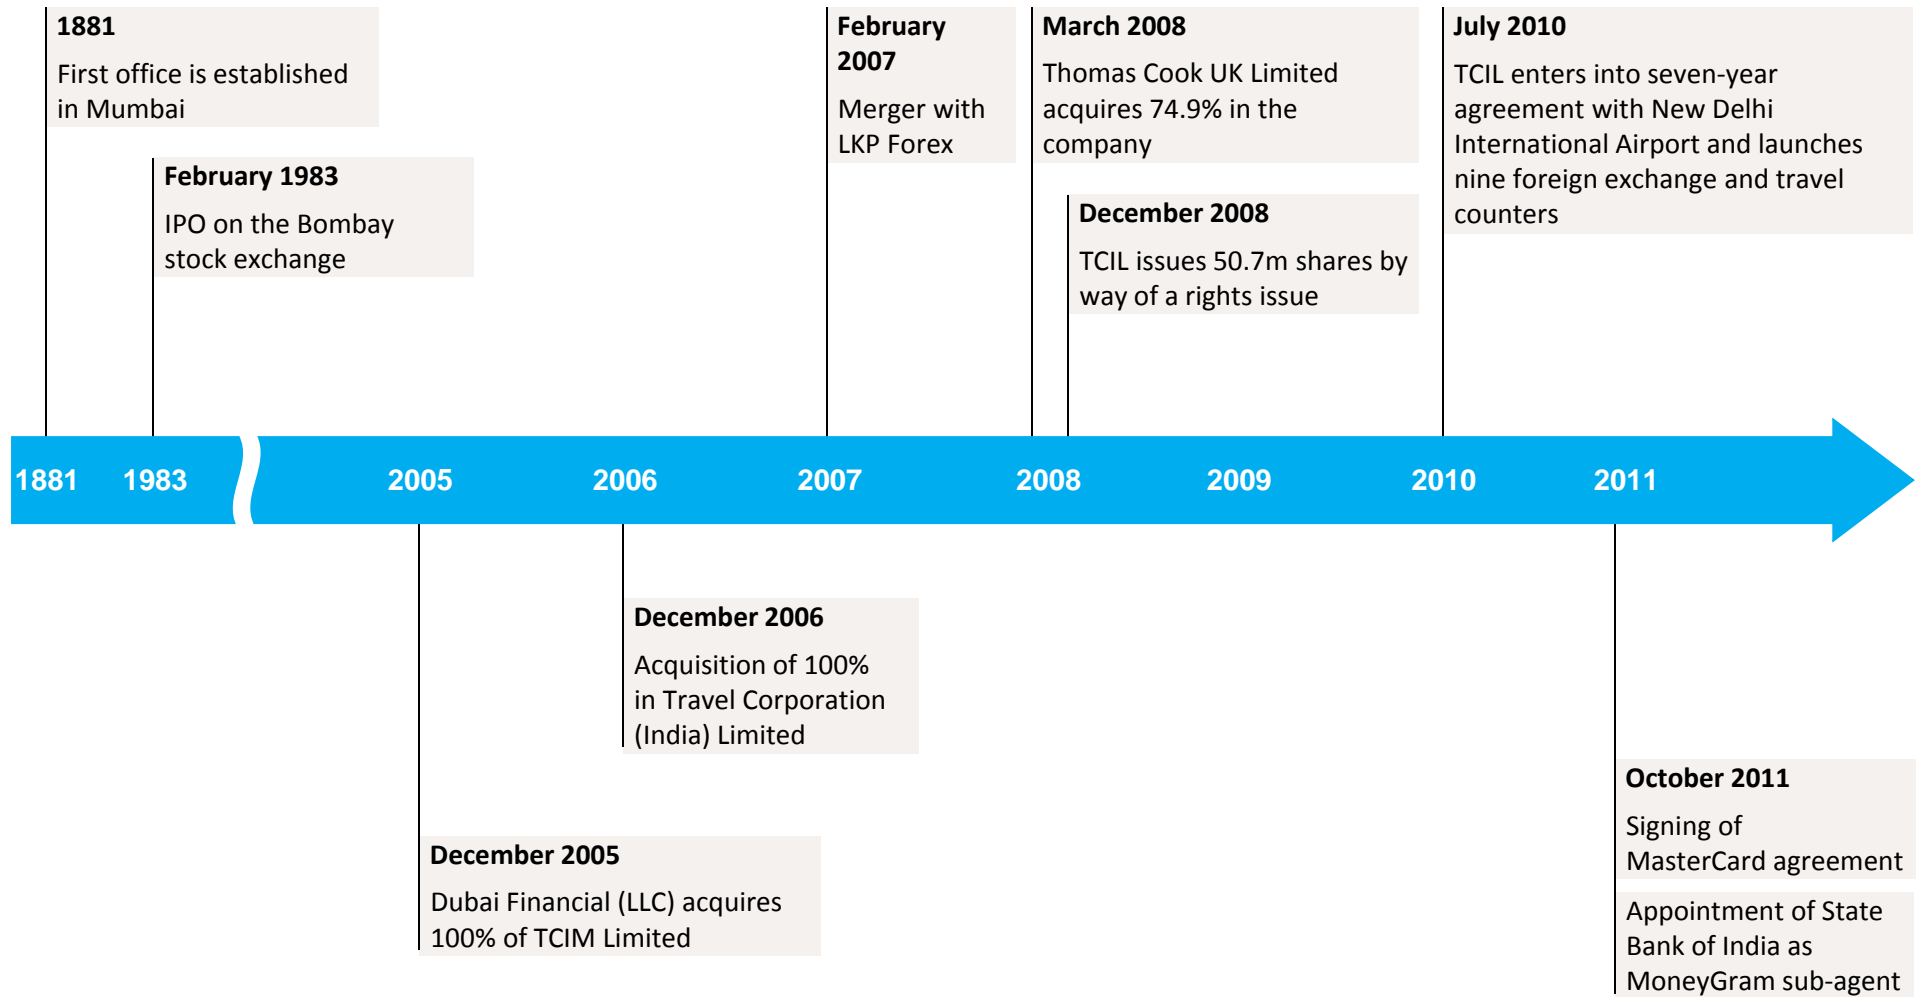 1881
First office is established
in Mumbai
February 1983
IPO on the Bombay
stock exchange
February
2007
Merger with
LKP Forex
March 2008
Thomas Cook UK Limited
acquires 74.9% in the
company
December 2008
TCIL issues 50.7m shares by
way of a rights issue
July 2010
TCIL enters into seven-year
agreement with New Delhi
International Airport and launches
nine foreign exchange and travel
counters
1881 1983 2005 2006 2007 2008 2009 2010 2011
December 2005
Dubai Financial (LLC) acquires
100% of TCIM Limited
December 2006
Acquisition of 100%
in Travel Corporation
(India) Limited
October 2011
Signing of
MasterCard agreement
Appointment of State
Bank of India as
MoneyGram sub-agent